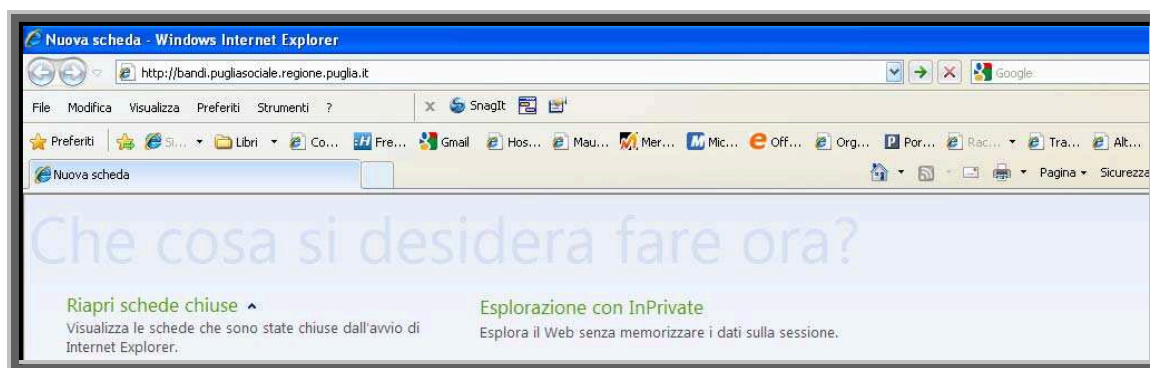 Nuova scheda - Windows Internet Explorer
http://bandi.pugliasociale.regione.puglia.it
Google
File Modifica Visualizza Preferiti Strumenti ?
x SnagIt
Preferiti Si... Libri Co... Fre... Gmail Hos... Mau... Mer... Mic... Off... Org... Por... Rac... Tra... Alt...
Nuova scheda
Pagina Sicurezza
Che cosa si desidera fare ora?
Riapri schede chiuse
Visualizza le schede che sono state chiuse dall'avvio di
Internet Explorer.
Esplorazione con InPrivate
Esplora il Web senza memorizzare i dati sulla sessione.